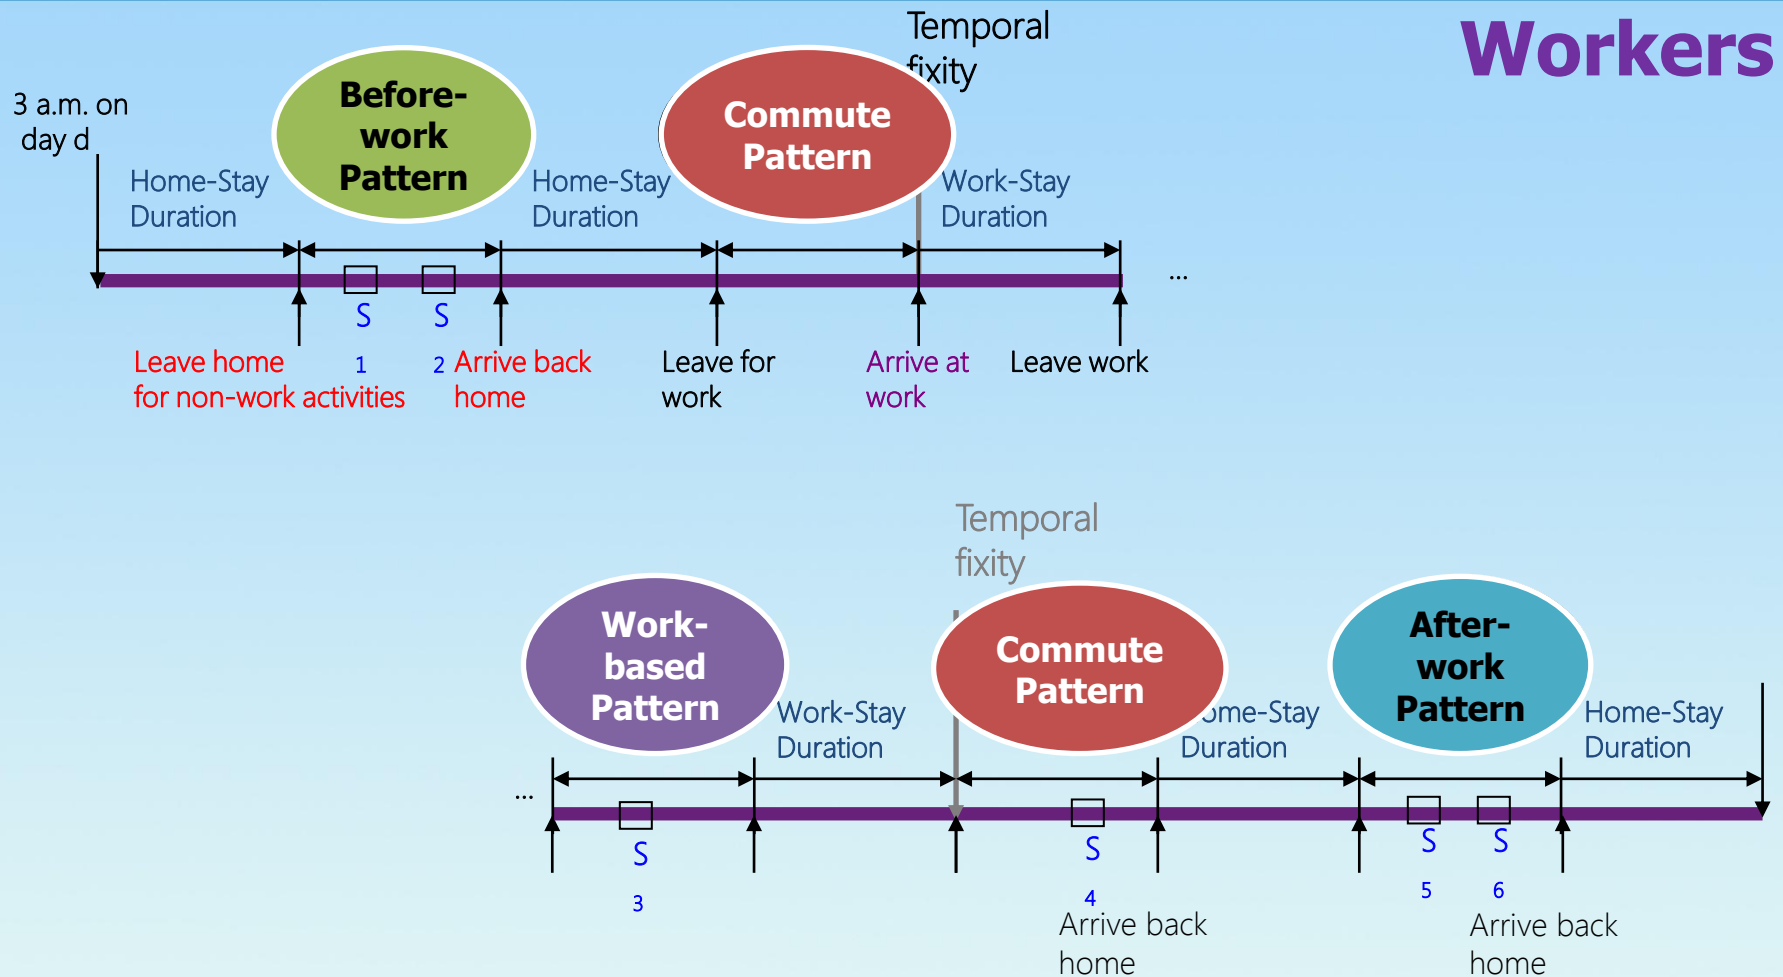 Workers
Temporal
fixity
3 a.m. on
day d
Before-
work
Pattern
Commute
Pattern
Home-Stay
Duration
Home-Stay
Duration
Work-Stay
Duration
...
S
1
S
2
Leave home
for non-work activities
Arrive back
home
Leave for
work
Arrive at
work
Leave work
Temporal
fixity
Work-
based
Pattern
Commute
Pattern
After-
work
Pattern
Work-Stay
Duration
ome-Stay
Duration
Home-Stay
Duration
...
S
3
S
4
S
5
S
6
Arrive back
home
Arrive back
home